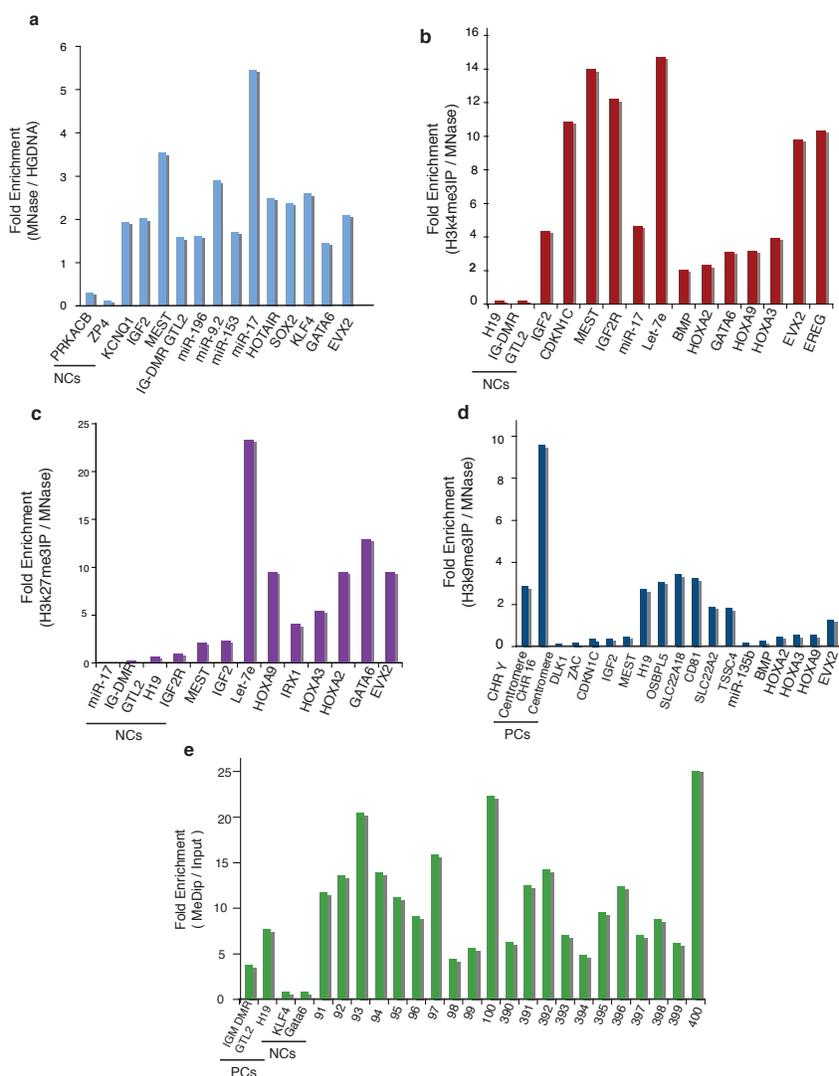 a
Fold Enrichment
(MNase / HGDNA)
6
5
4
3
2
1
0
PRKACB
ZP4
KCNQ1
IGF2
MEST
IG-DMR GTL2
miR-196
miR-9.2
miR-153
miR-17
HOTAIR
SOX2
KLF4
GATA6
EVX2
NCs
b
Fold Enrichment
(H3k4me3IP / MNase)
16
14
12
10
8
6
4
2
0
H19
IG-DMR
GTL2
IGF2
CDKN1C
MEST
IGF2R
miR-17
Let-7e
BMP
HOXA2
GATA6
HOXA9
HOXA3
EVX2
EREG
NCs
c
Fold Enrichment
(H3k27me3IP / MNase)
25
20
15
10
5
0
miR-17
IG-DMR
GTL2
H19
IGF2R
MEST
IGF2
Let-7e
HOXA9
IRX1
HOXA3
HOXA2
GATA6
EVX2
NCs
d
Fold Enrichment
(H3k9me3IP / MNase)
10
8
6
4
2
0
CHR Y
Centromere
CHR 16
Centromere
DLK1
ZAC
CDKN1C
IGF2
MEST
H19
OSBPL5
SLC22A18
CD81
SLC22A2
TSSC4
miR-135b
BMP
HOXA2
HOXA3
HOXA9
EVX2
PCs
e
Fold Enrichment
( MeDip / Input )
25
20
15
10
5
0
IGM DMR
GTL2
H19
KLF4
Gata6
91
92
93
94
95
96
97
98
99
100
390
391
392
393
394
395
396
397
398
399
400
NCs
PCs